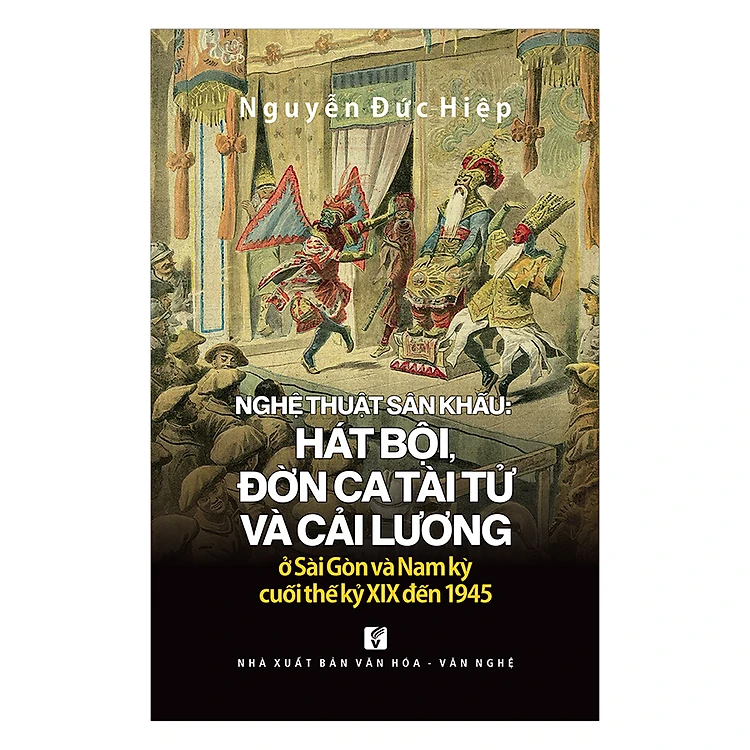 Nguyễn Đức Hiệp
NGHỆ THUẬT SÂN KHẤU:
HÁT BỘI,
ĐỜN CA TÀI TỬ
VÀ CẢI LƯƠNG
ở Sài Gòn và Nam kỳ
cuối thế kỷ XIX đến 1945
V
NHÀ XUẤT BẢN VĂN HÓA - VĂN NGHỆ